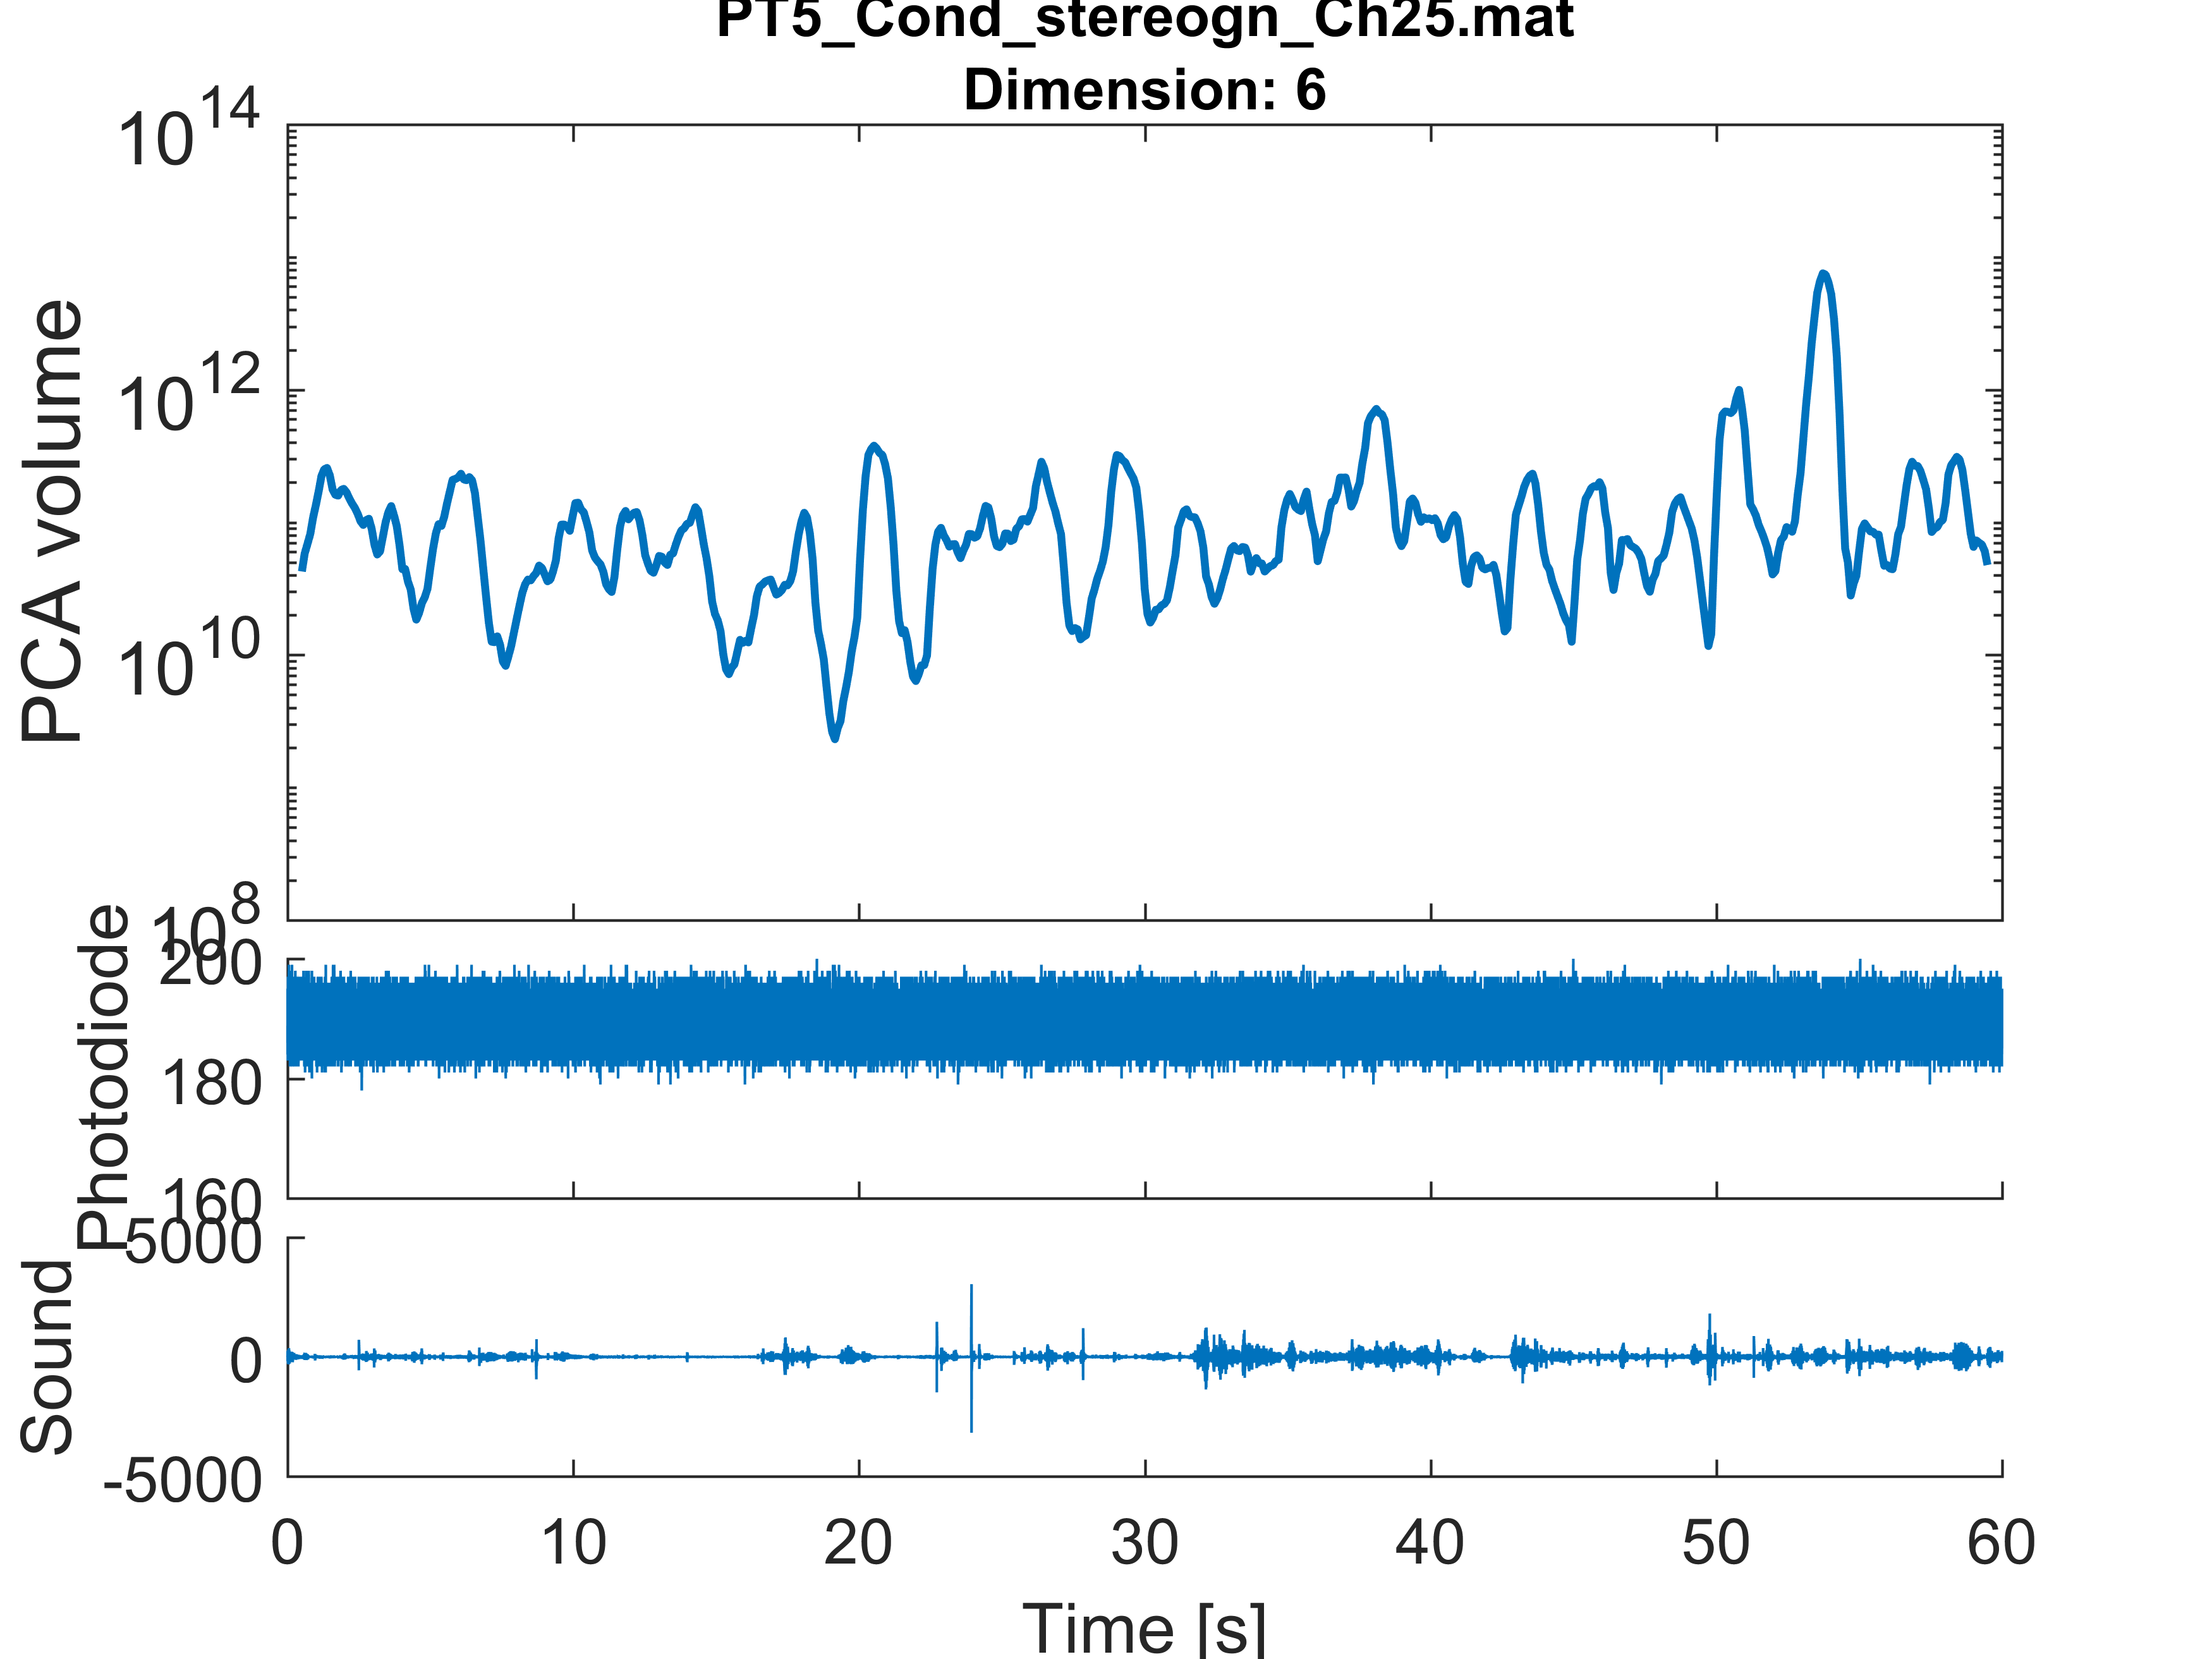 PT5_Cond_stereogn_Ch25.mat
Dimension: 6
PCA volume
10^14
10^12
10^10
10^8
Photodiode
200
180
160
Sound
5000
0
-5000
0 10 20 30 40 50 60
Time [s]